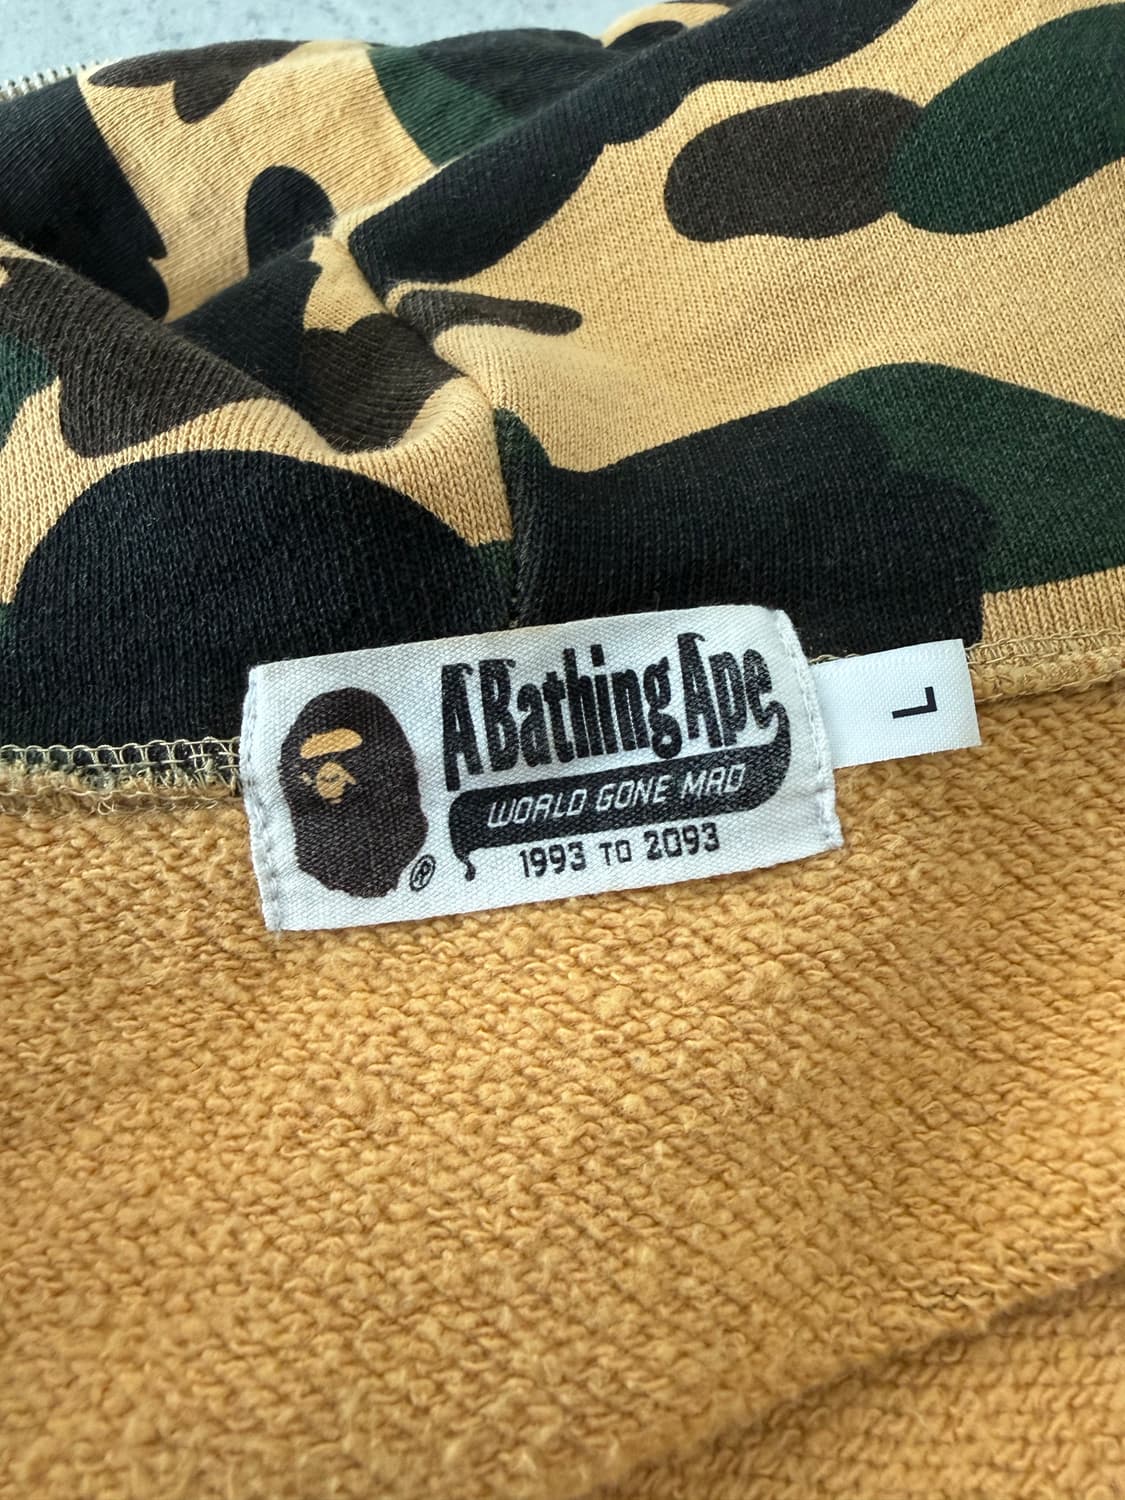 A Bathing Ape
WORLD GONE MAD
1993 TO 2093
®
L